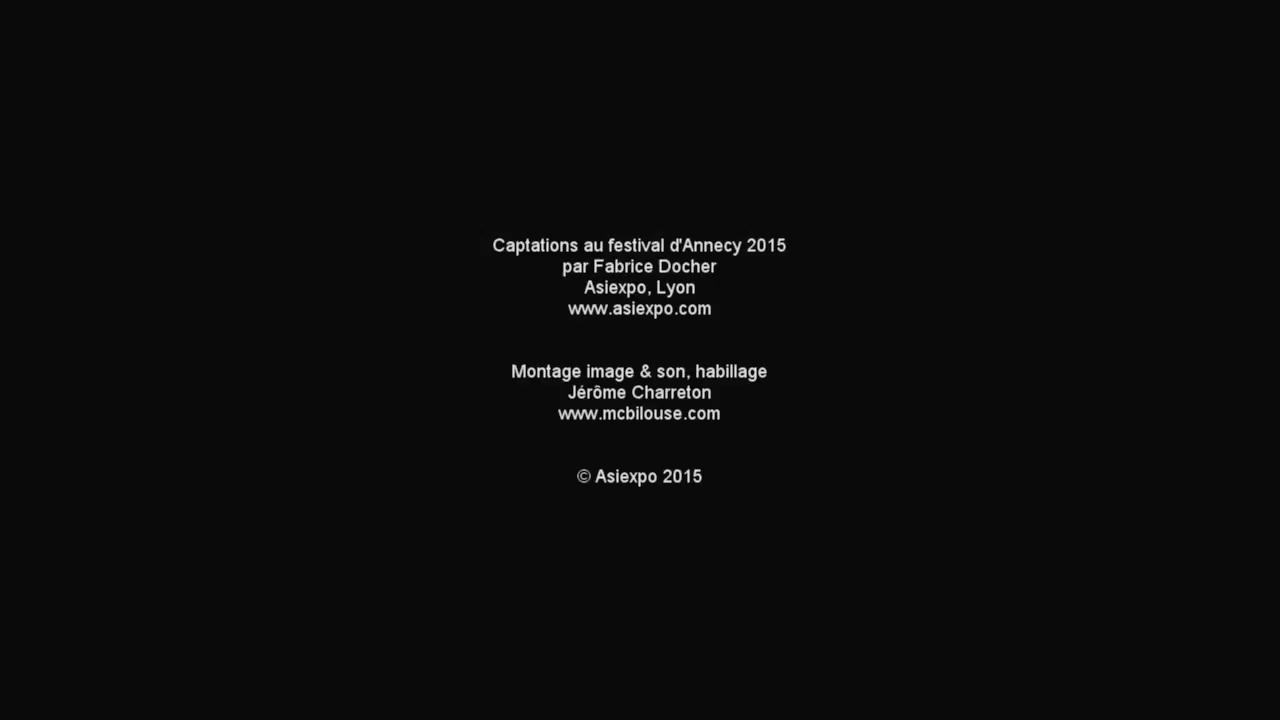 Captations au festival d'Annecy 2015
par Fabrice Docher
Asiexpo, Lyon
www.asiexpo.com
Montage image & son, habillage
Jérôme Charreton
www.mcbilouse.com
© Asiexpo 2015